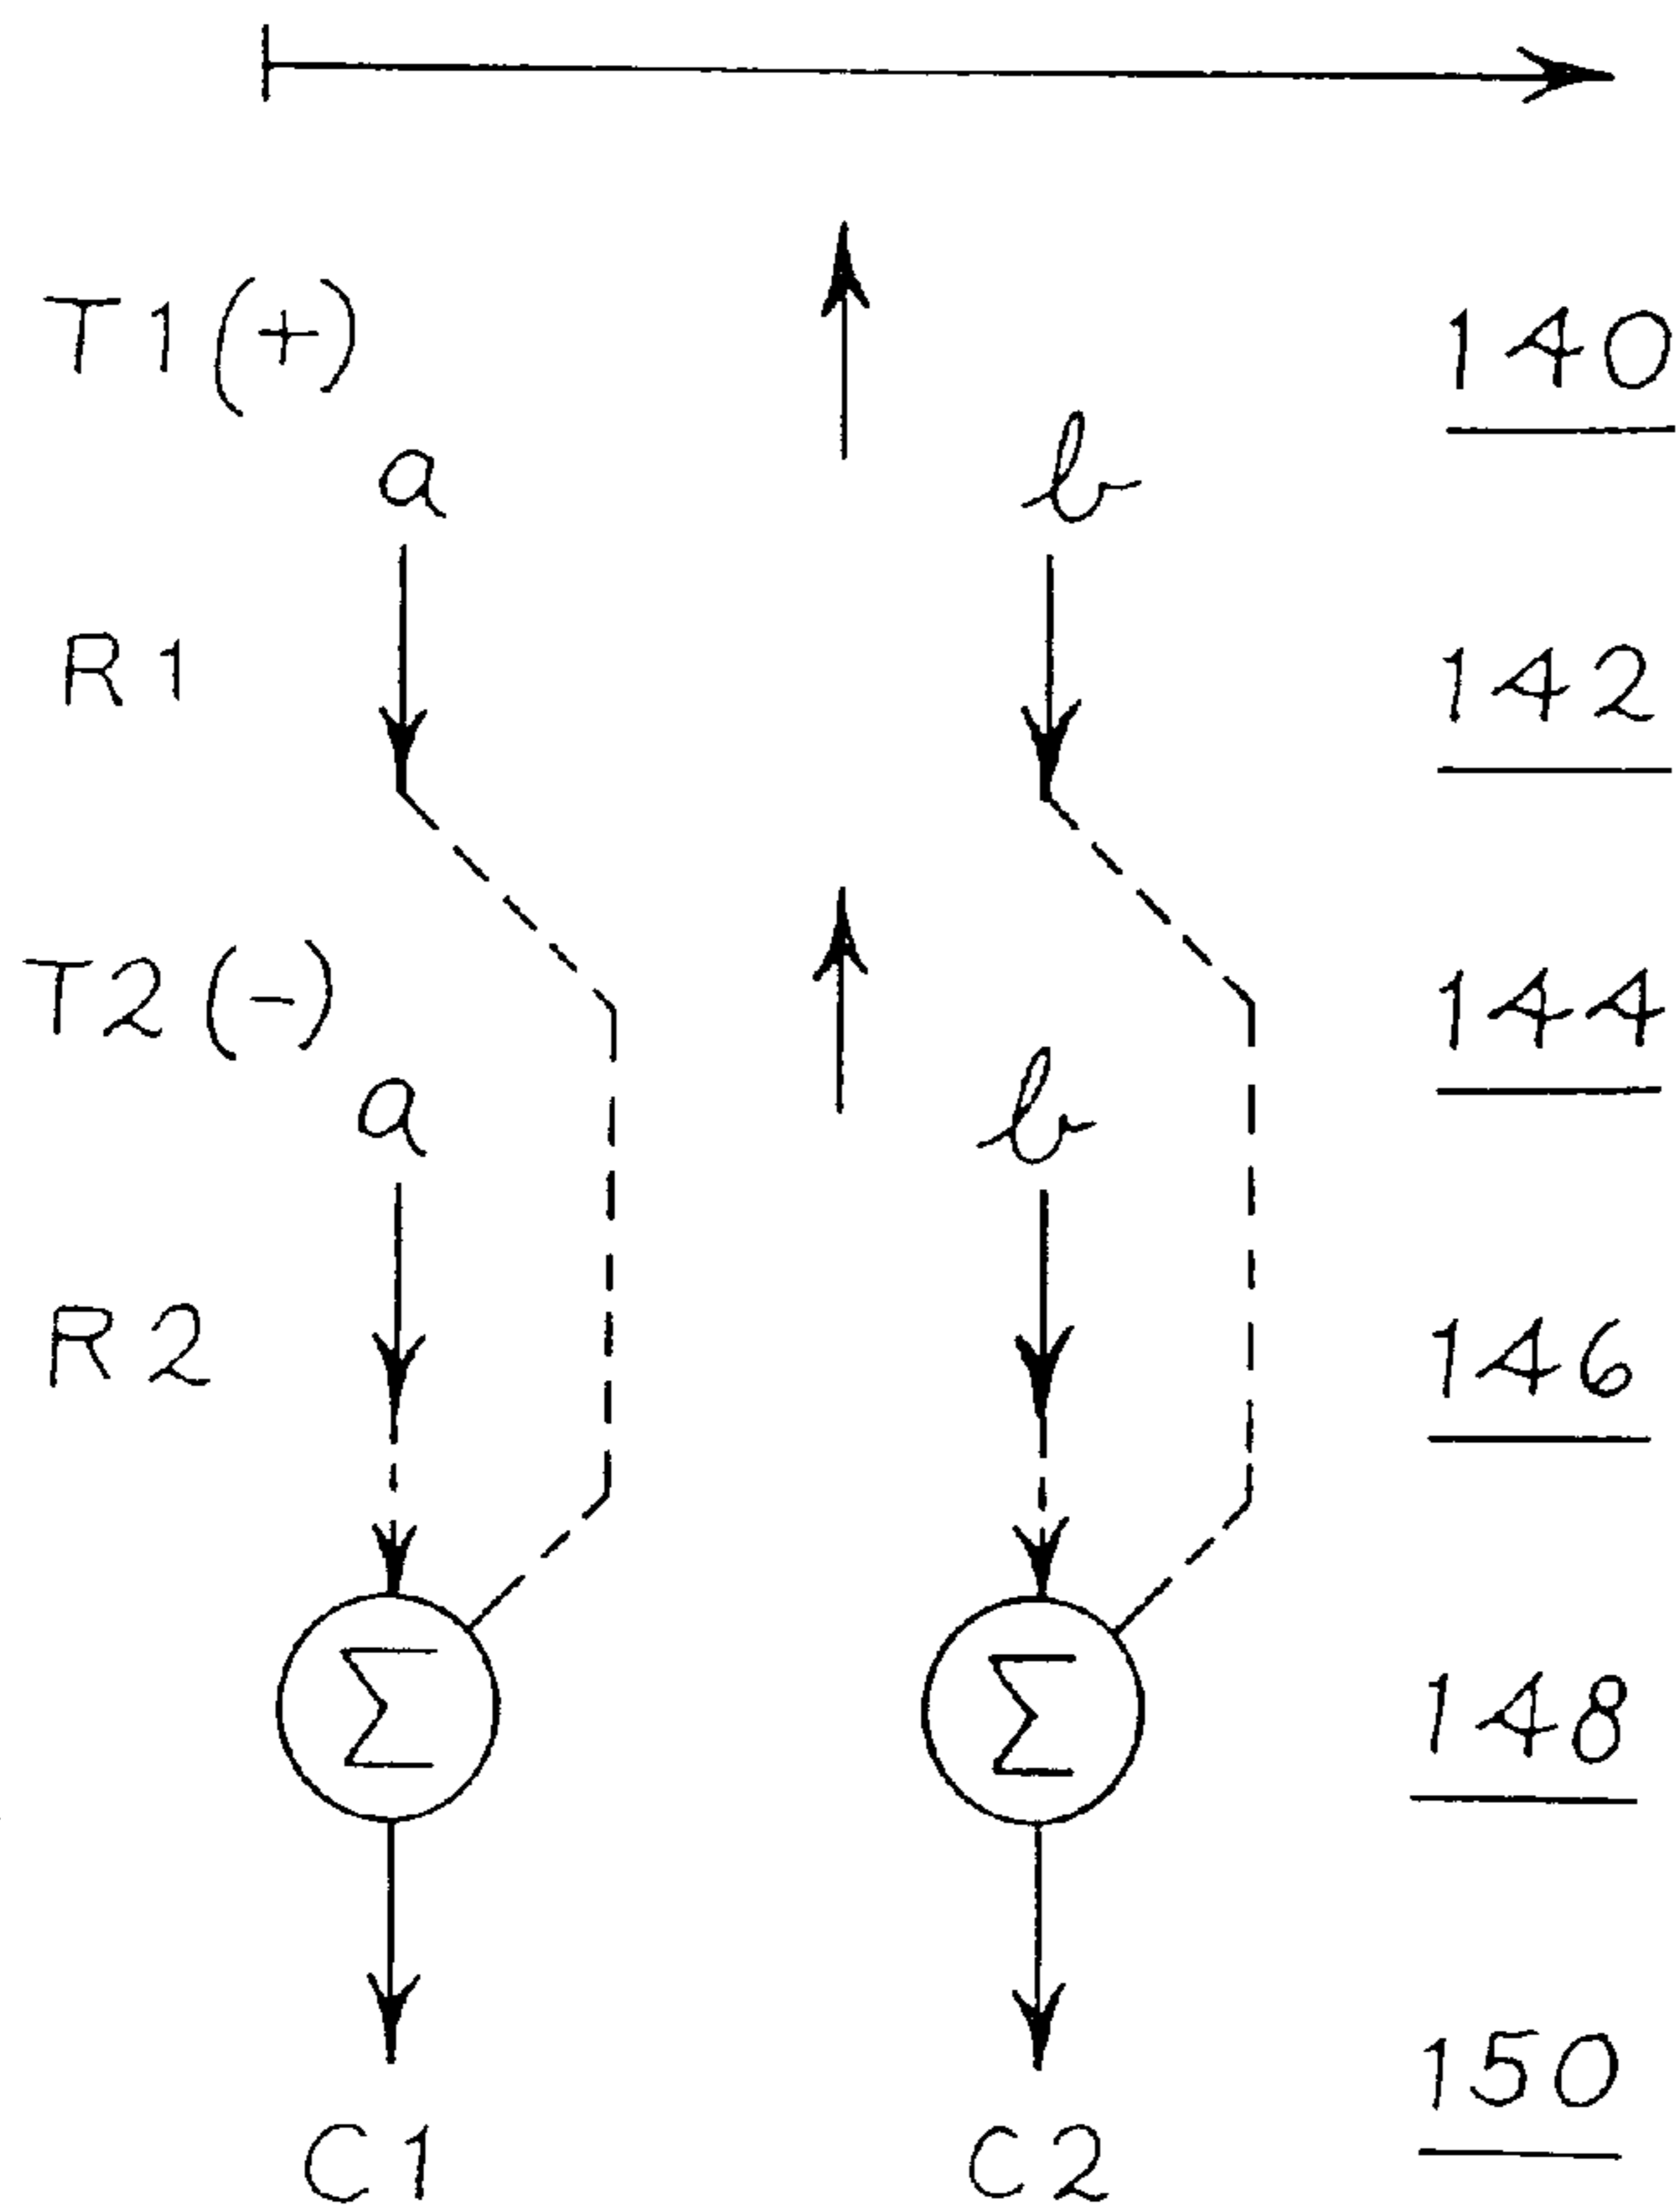 T1(+) 140
a b
R1 142
T2(-) 144
a b
R2 146
Σ Σ 148
150
C1 C2